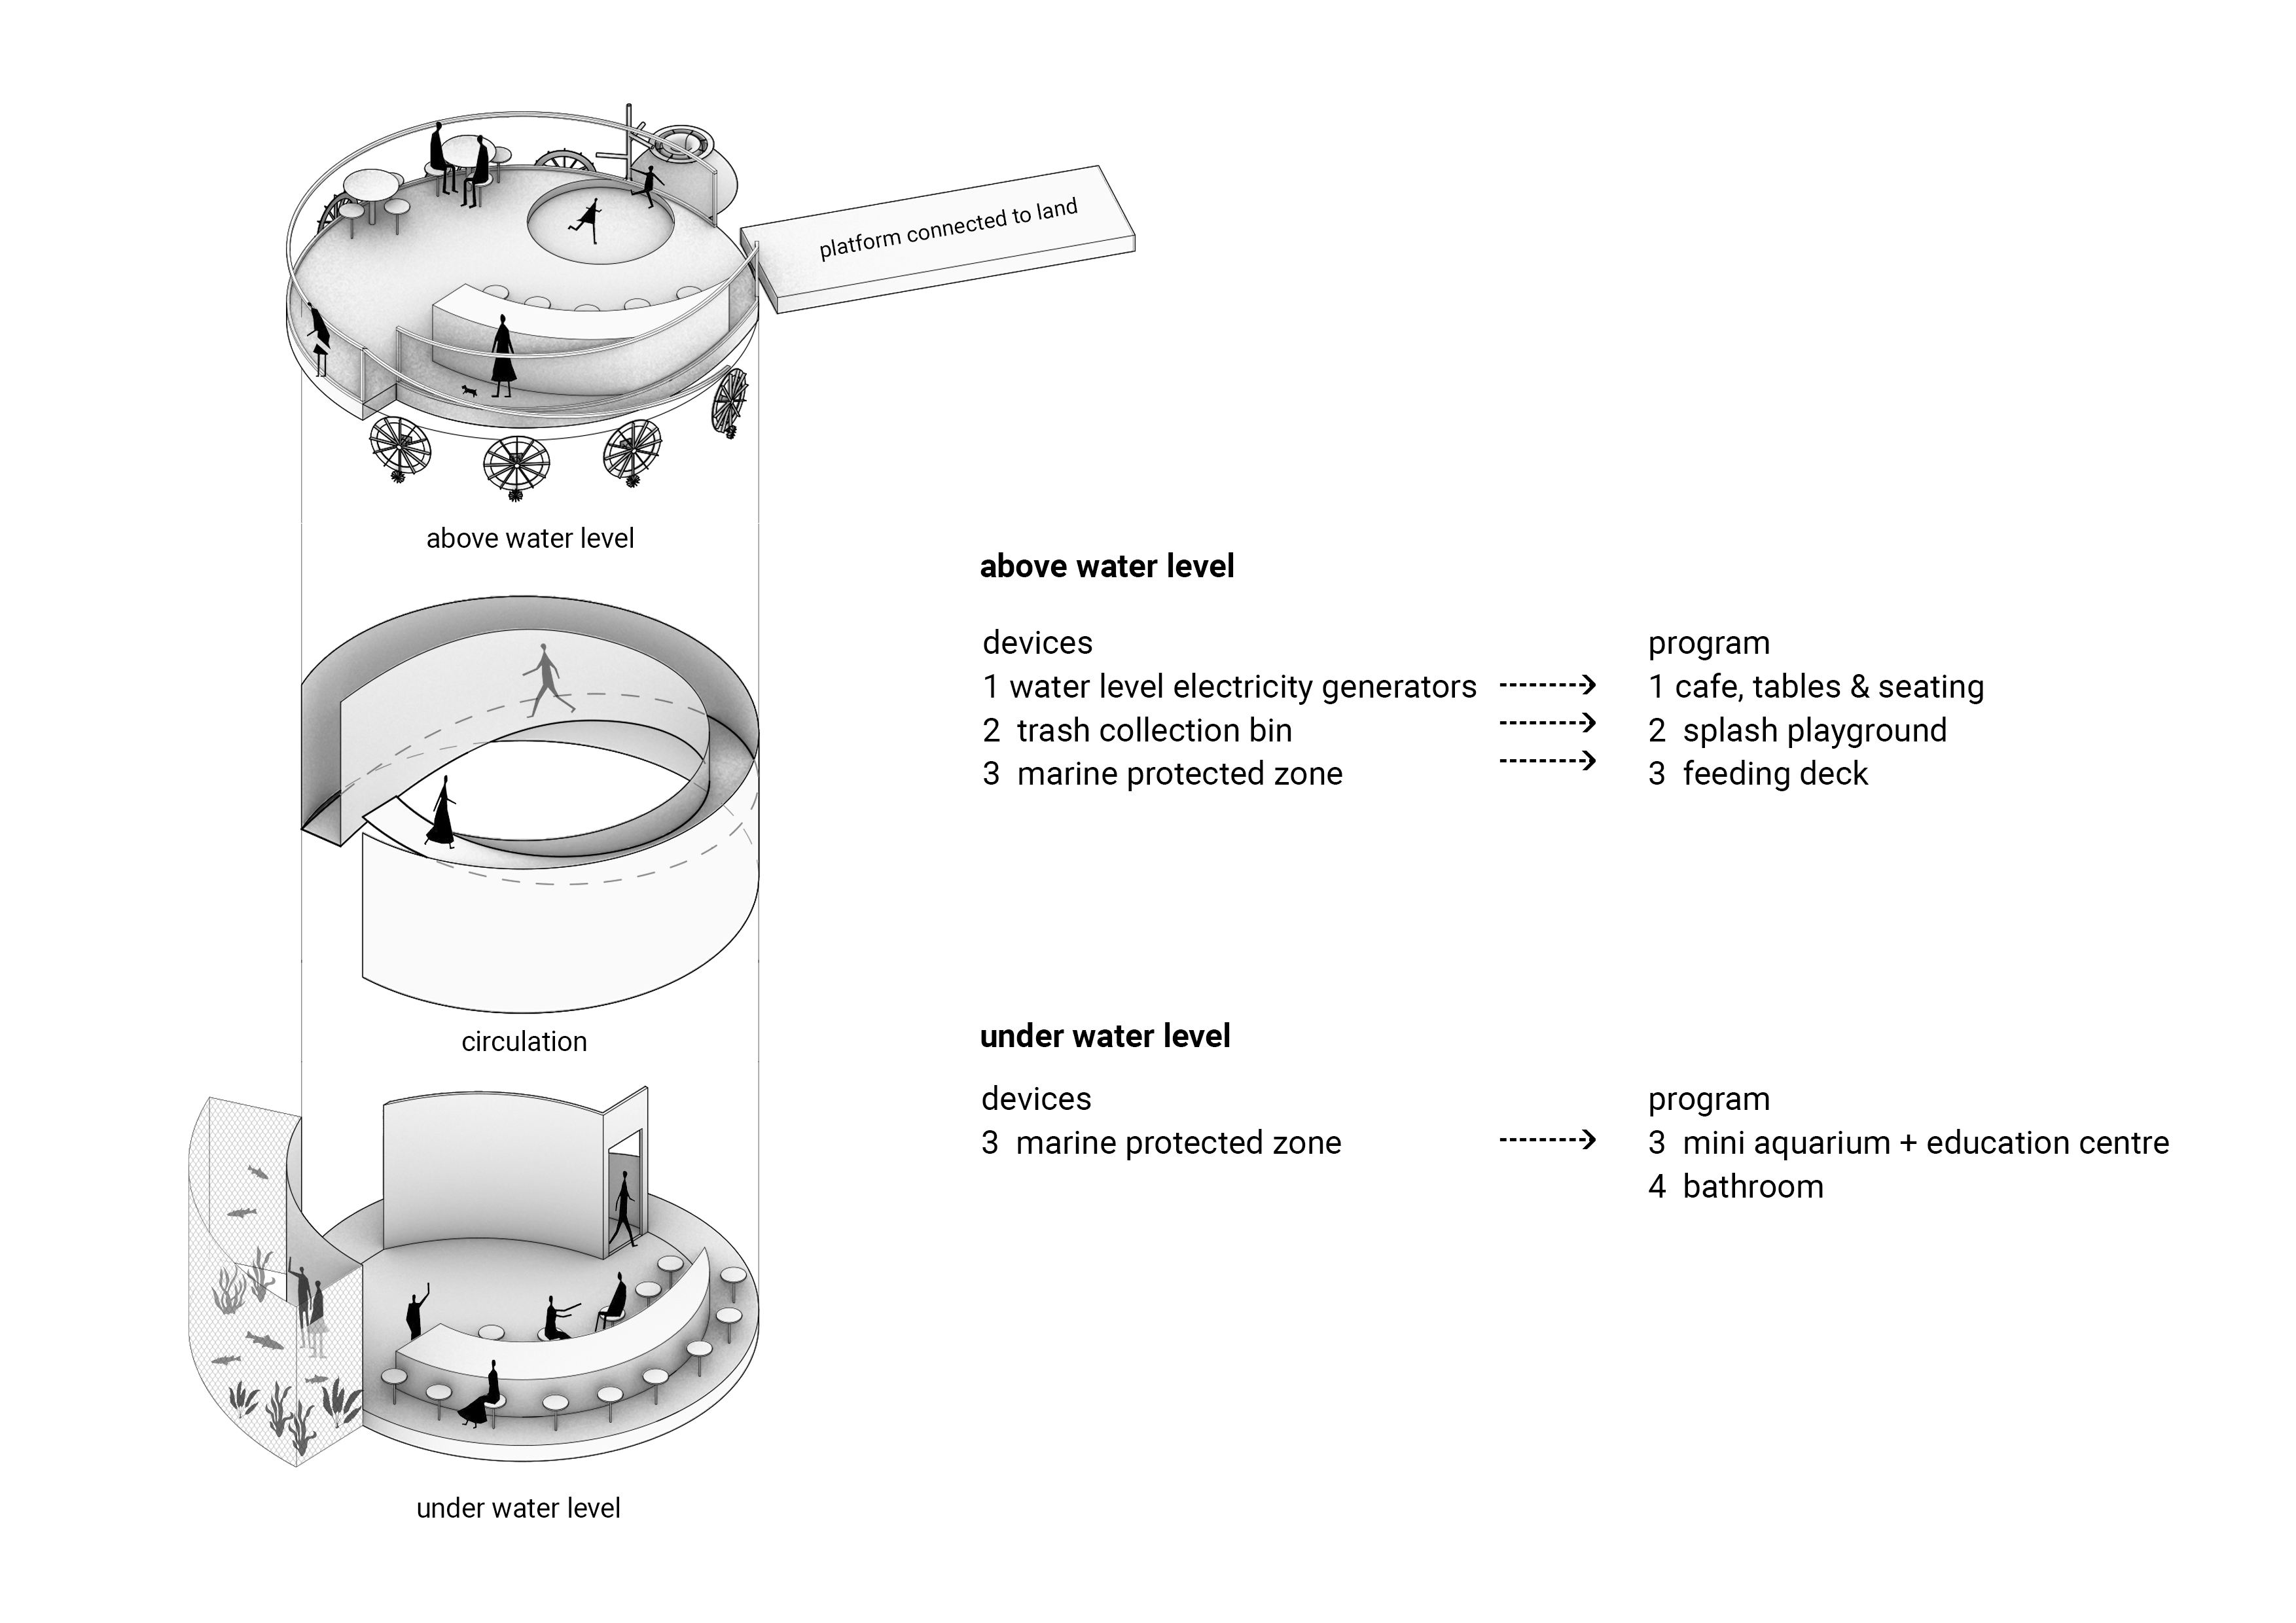 platform connected to land
above water level
above water level
devices
program
1 water level electricity generators
1 cafe, tables & seating
2 trash collection bin
2 splash playground
3 marine protected zone
3 feeding deck
circulation
under water level
devices
program
3 marine protected zone
3 mini aquarium + education centre
4 bathroom
under water level